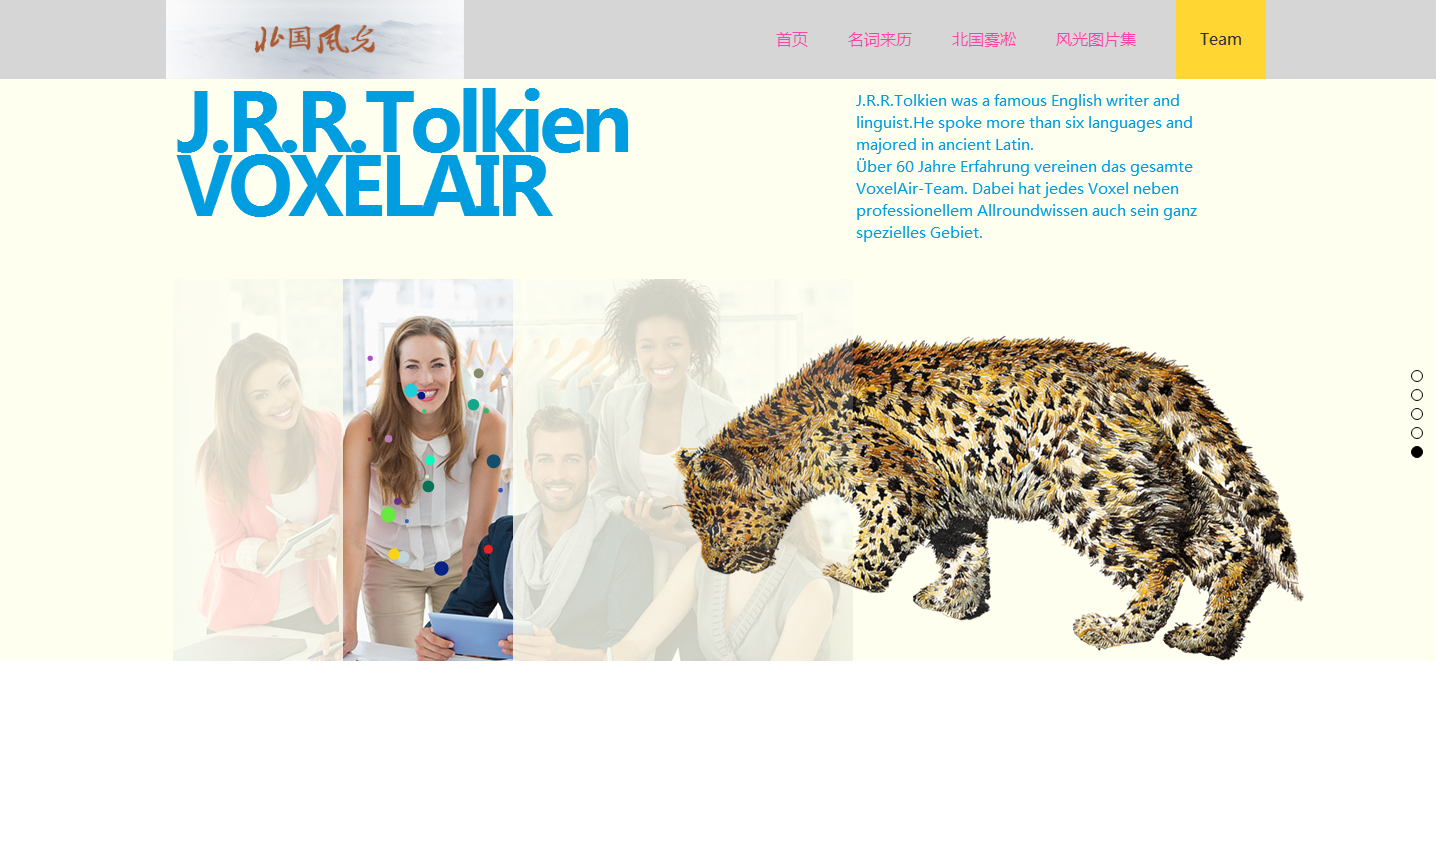 北国风光
首页
名词来历
北国雾凇
风光图片集
Team
J.R.R.Tolkien
VOXELAIR
J.R.R.Tolkien was a famous English writer and
linguist.He spoke more than six languages and
majored in ancient Latin.
Über 60 Jahre Erfahrung vereinen das gesamte
VoxelAir-Team. Dabei hat jedes Voxel neben
professionellem Allroundwissen auch sein ganz
spezielles Gebiet.